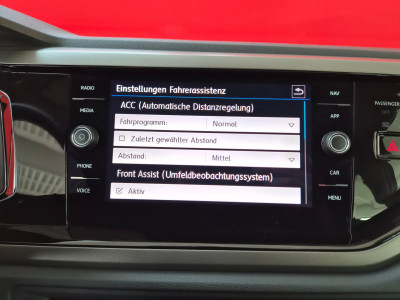 RADIO
MEDIA
PHONE
VOICE
Einstellungen Fahrerassistenz
ACC (Automatische Distanzregelung)
Fahrprogramm: Normal
Zuletzt gewählter Abstand
Abstand: Mittel
Front Assist (Umfeldbeobachtungssystem)
Aktiv
NAV
APP
CAR
MENU
PASSENGER